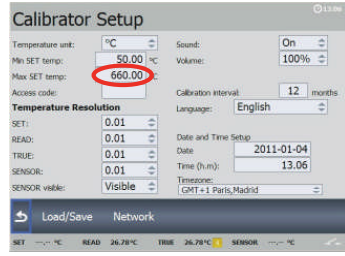 Calibrator Setup
13.06
Temperature unit: °C
Min SET temp: 50.00 °C
Max SET temp: 660.00 °C
Access code:
Temperature Resolution
SET: 0.01
READ: 0.01
TRUE: 0.01
SENSOR: 0.01
SENSOR visible: Visible
Sound: On
Volume: 100%
Calibration interval: 12 months
Language: English
Date and Time Setup
Date 2011-01-04
Time (h.m): 13.06
Timezone:
GMT+1 Paris,Madrid
Load/Save Network
SET ---.-- °C READ 26.78°C TRUE 26.78°C SENSOR ---.-- °C